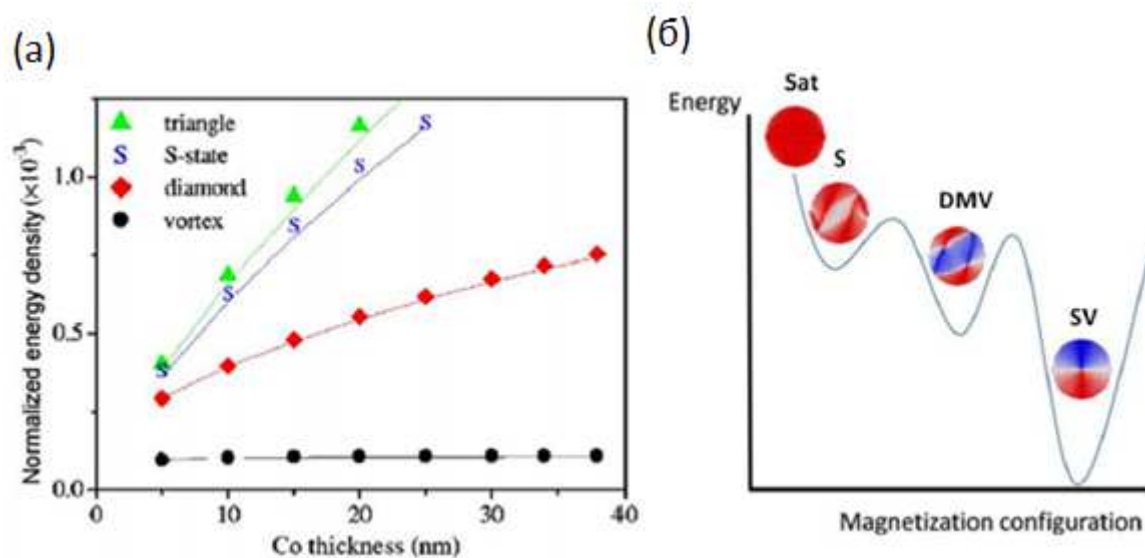 (а)
Normalized energy density (×10⁻³)
triangle
S S-state
diamond
vortex
1.0
0.5
0.0
S S S S S
0 10 20 30 40
Co thickness (nm)
(б)
Energy
Sat
S
DMV
SV
Magnetization configuration